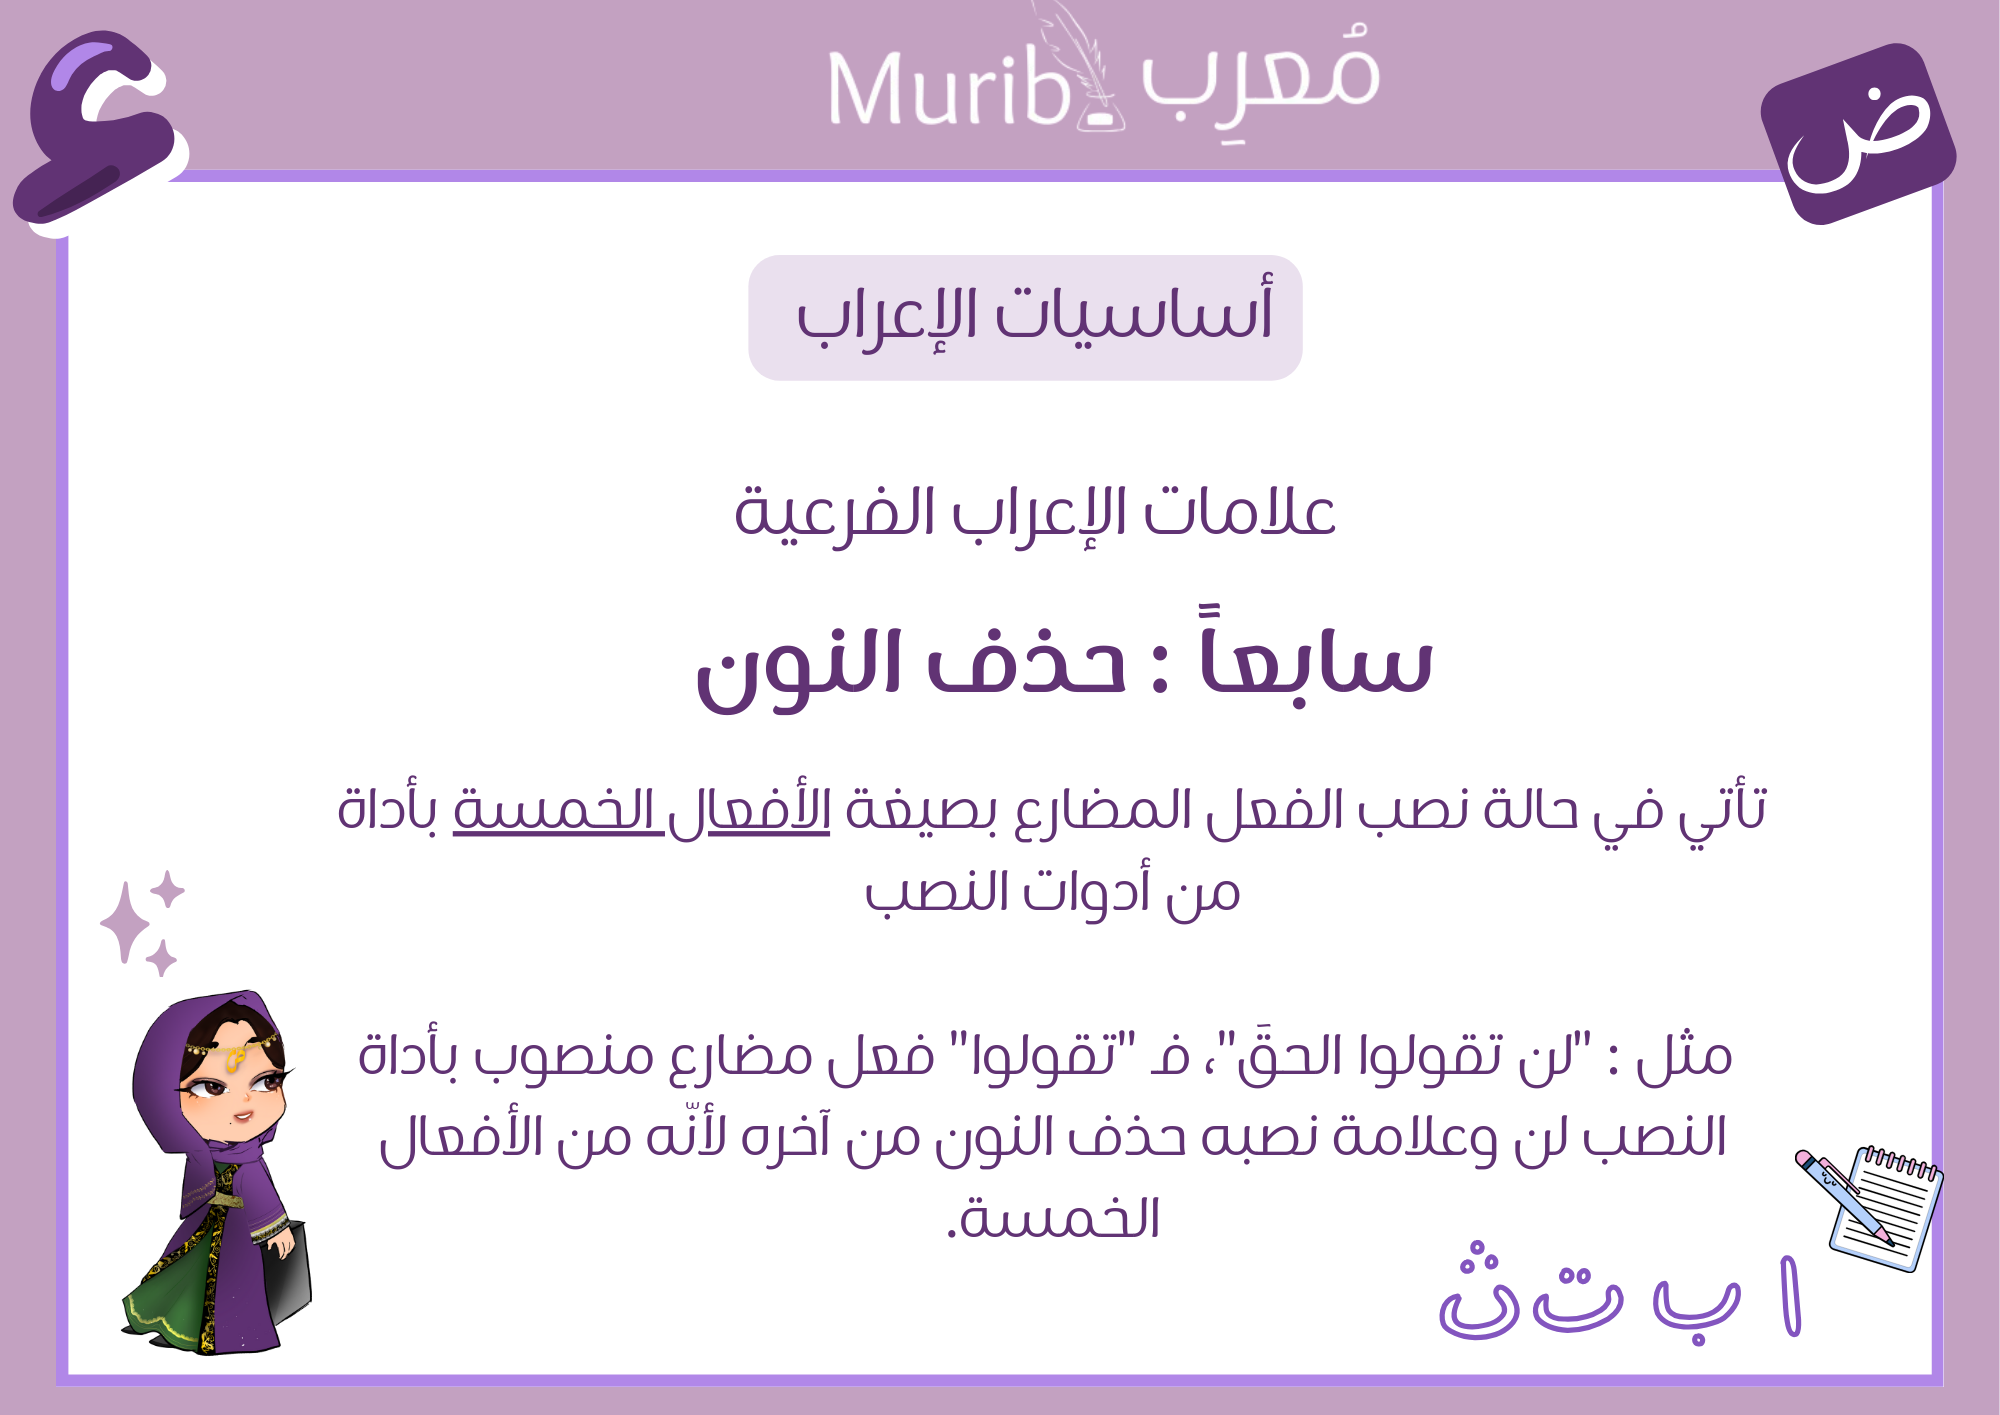 مُعرِب Murib
ض
ء
أساسيات الإعراب
علامات الإعراب الفرعية
سابعاً : حذف النون
تأتي في حالة نصب الفعل المضارع بصيغة الأفعال الخمسة بأداة
من أدوات النصب
مثل : "لن تقولوا الحقَ"، فـ "تقولوا" فعل مضارع منصوب بأداة
النصب لن وعلامة نصبه حذف النون من آخره لأنّه من الأفعال
الخمسة.
ا ب ت ث